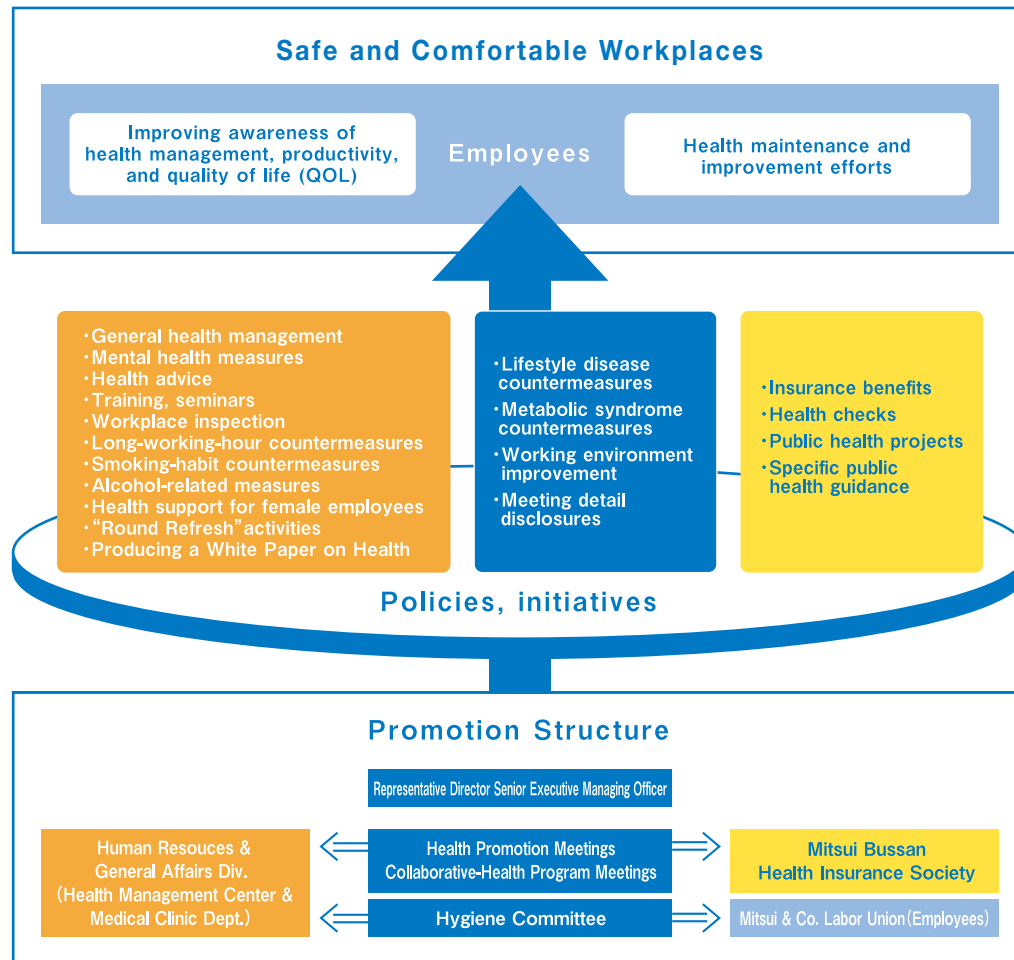 Safe and Comfortable Workplaces
Improving awareness of
health management, productivity,
and quality of life (QOL)
Employees
Health maintenance and
improvement efforts
・General health management
・Mental health measures
・Health advice
・Training, seminars
・Workplace inspection
・Long-working-hour countermeasures
・Smoking-habit countermeasures
・Alcohol-related measures
・Health support for female employees
・“Round Refresh”activities
・Producing a White Paper on Health
・Lifestyle disease
countermeasures
・Metabolic syndrome
countermeasures
・Working environment
improvement
・Meeting detail
disclosures
・Insurance benefits
・Health checks
・Public health projects
・Specific public
health guidance
Policies, initiatives
Promotion Structure
Representative Director Senior Executive Managing Officer
Human Resouces &
General Affairs Div.
(Health Management Center &
Medical Clinic Dept.)
Health Promotion Meetings
Collaborative-Health Program Meetings
Mitsui Bussan
Health Insurance Society
Hygiene Committee
Mitsui & Co. Labor Union(Employees)